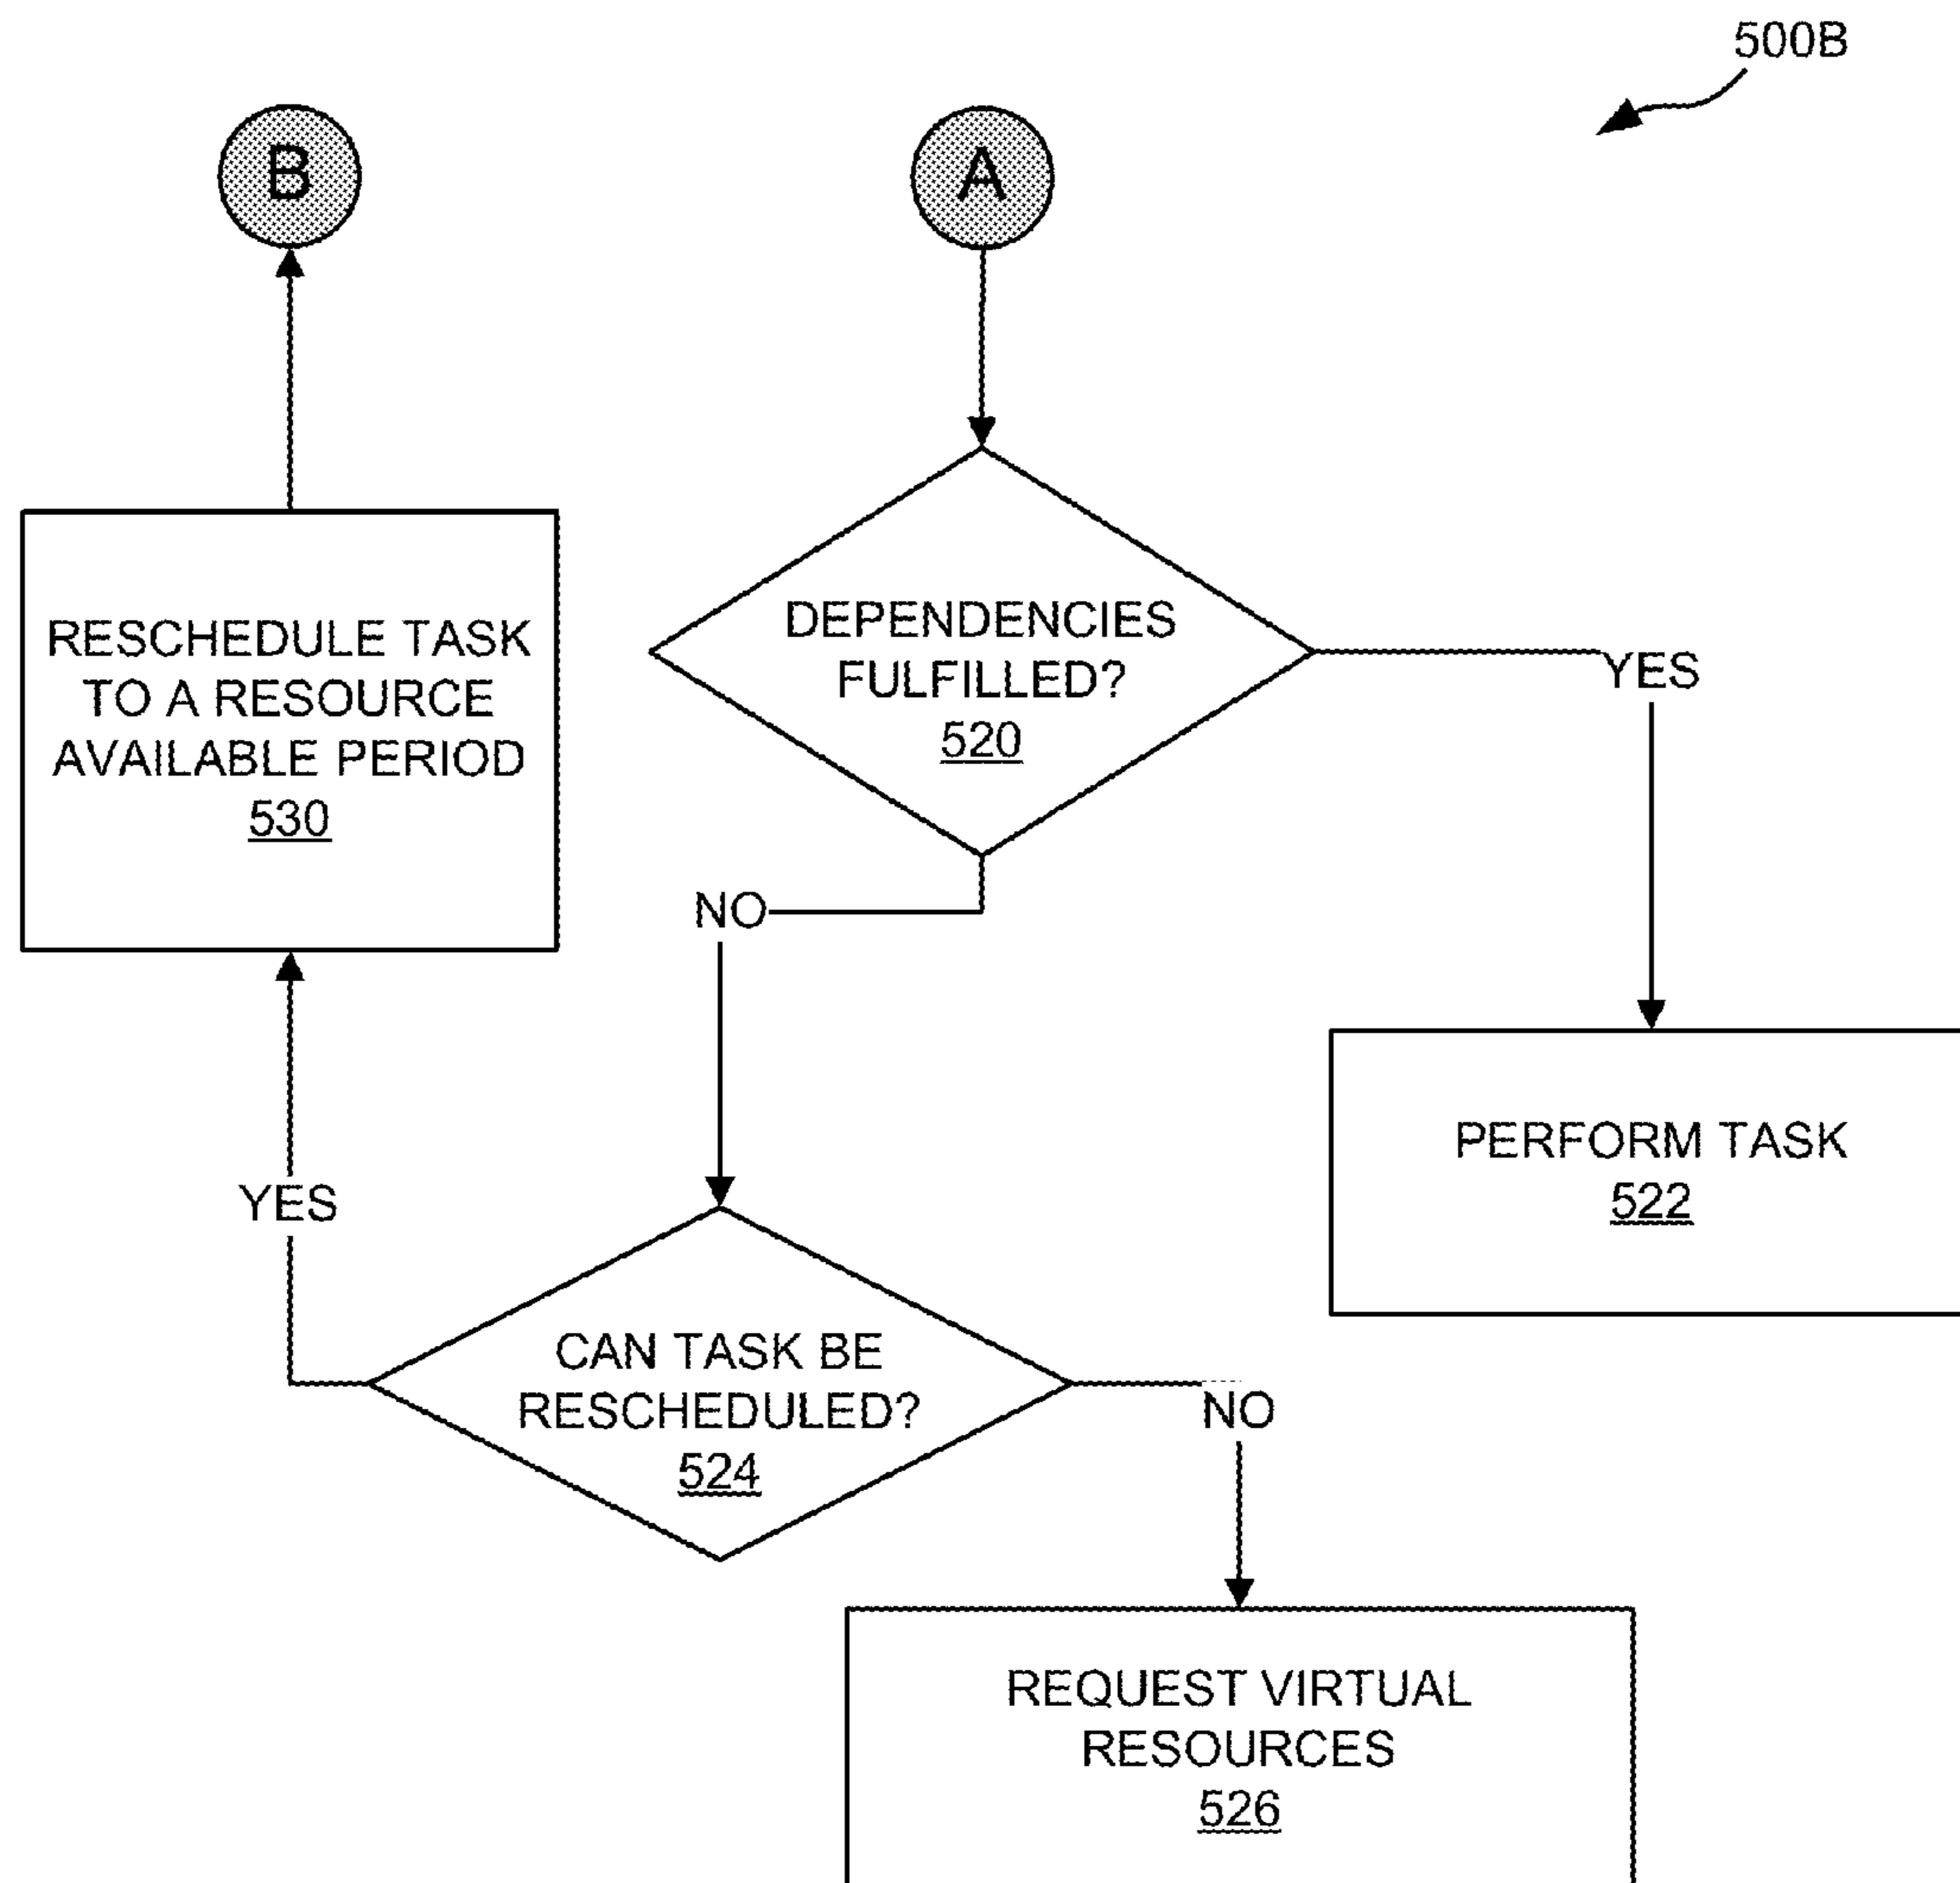 500B
B
A
DEPENDENCIES
FULFILLED?
520
RESCHEDULE TASK
TO A RESOURCE
AVAILABLE PERIOD
530
YES
NO
PERFORM TASK
522
YES
CAN TASK BE
RESCHEDULED?
524
NO
REQUEST VIRTUAL
RESOURCES
526